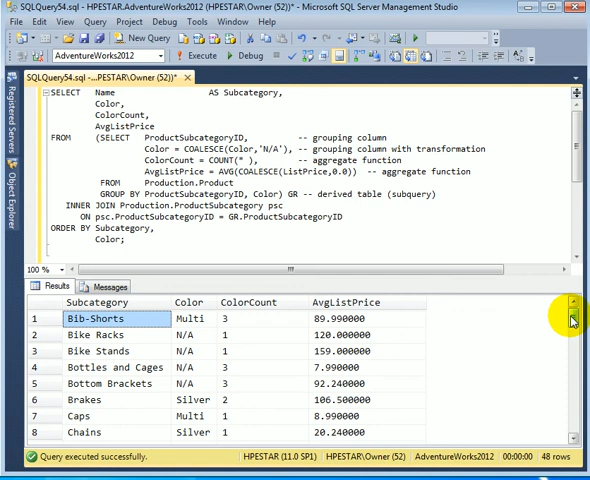 SQLQuery54.sql - HPESTAR.AdventureWorks2012 (HPESTAR\Owner (52))* - Microsoft SQL Server Management Studio
File Edit View Query Project Debug Tools Window Help
New Query
AdventureWorks2012 Execute Debug
SQLQuery54.sql -...PESTAR\Owner (52))*
SELECT Name AS Subcategory,
Color,
ColorCount,
AvgListPrice
FROM (SELECT ProductSubcategoryID, -- grouping column
Color = COALESCE(Color,'N/A'), -- grouping column with transformation
ColorCount = COUNT(* ), -- aggregate function
AvgListPrice = AVG(COALESCE(ListPrice,0.0)) -- aggregate function
FROM Production.Product
GROUP BY ProductSubcategoryID, Color) GR -- derived table (subquery)
INNER JOIN Production.ProductSubcategory psc
ON psc.ProductSubcategoryID = GR.ProductSubcategoryID
ORDER BY Subcategory,
Color;
Registered Servers
Object Explorer
100 %
Results Messages
Subcategory Color ColorCount AvgListPrice
1 Bib-Shorts Multi 3 89.990000
2 Bike Racks N/A 1 120.000000
3 Bike Stands N/A 1 159.000000
4 Bottles and Cages N/A 3 7.990000
5 Bottom Brackets N/A 3 92.240000
6 Brakes Silver 2 106.500000
7 Caps Multi 1 8.990000
8 Chains Silver 1 20.240000
Query executed successfully. HPESTAR (11.0 SP1) HPESTAR\Owner (52) AdventureWorks2012 00:00:00 48 rows